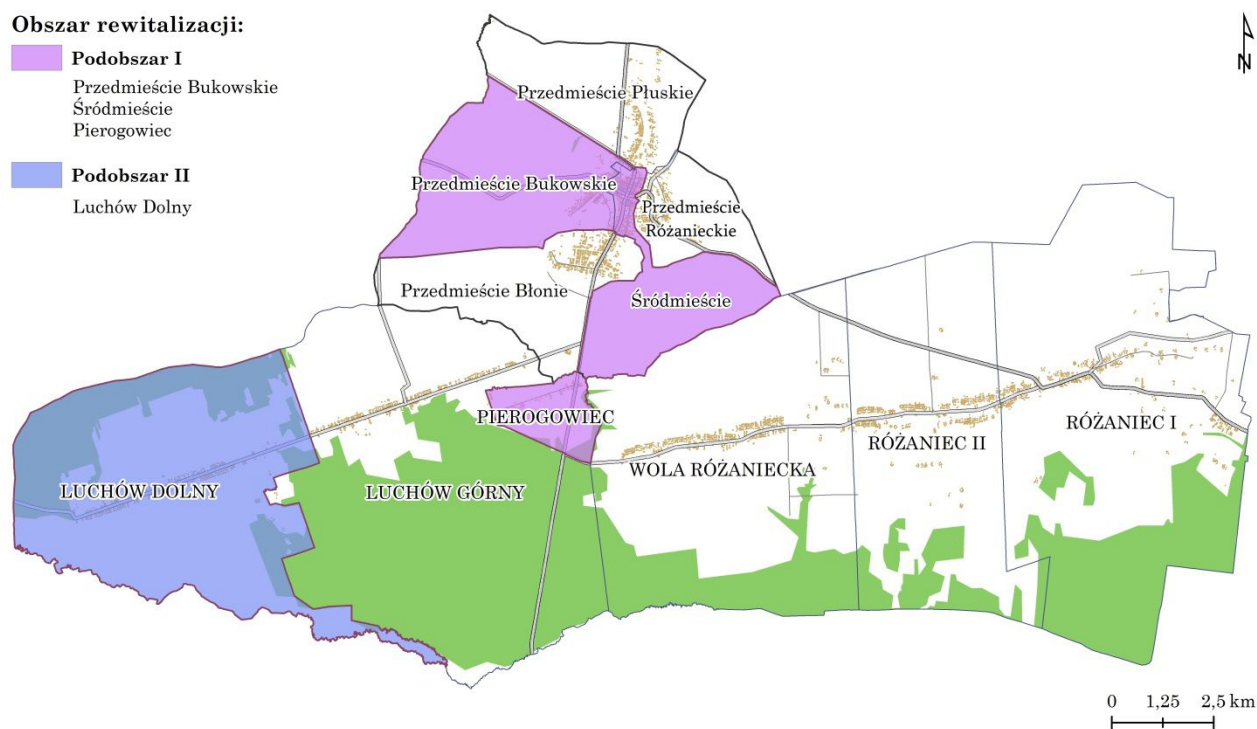 Obszar rewitalizacji:
Podobszar I
Przedmieście Bukowskie
Śródmieście
Pierogowiec
Podobszar II
Luchów Dolny
N
Przedmieście Płuskie
Przedmieście Bukowskie
Przedmieście
Różanieckie
Przedmieście Błonie
Śródmieście
PIEROGOWIEC
RÓŻANIEC I
RÓŻANIEC II
WOLA RÓŻANIECKA
LUCHÓW DOLNY
LUCHÓW GÓRNY
0 1,25 2,5 km